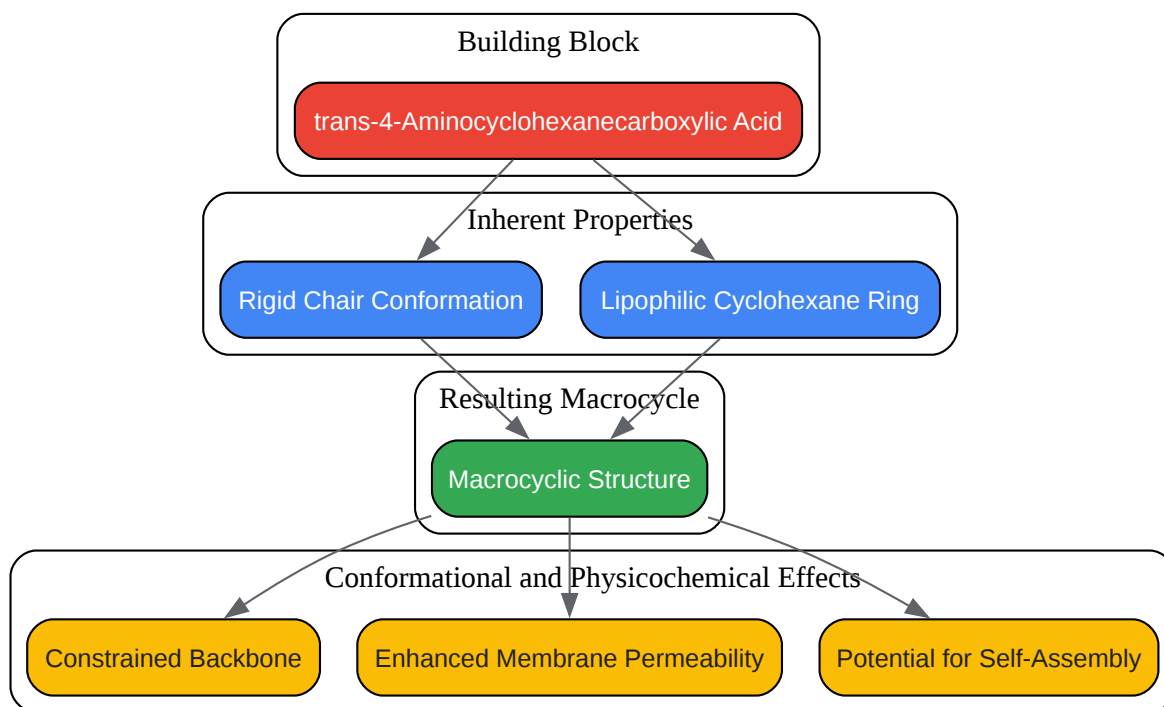 Building Block
trans-4-Aminocyclohexanecarboxylic Acid
Inherent Properties
Rigid Chair Conformation
Lipophilic Cyclohexane Ring
Resulting Macrocycle
Macrocyclic Structure
Conformational and Physicochemical Effects
Constrained Backbone
Enhanced Membrane Permeability
Potential for Self-Assembly